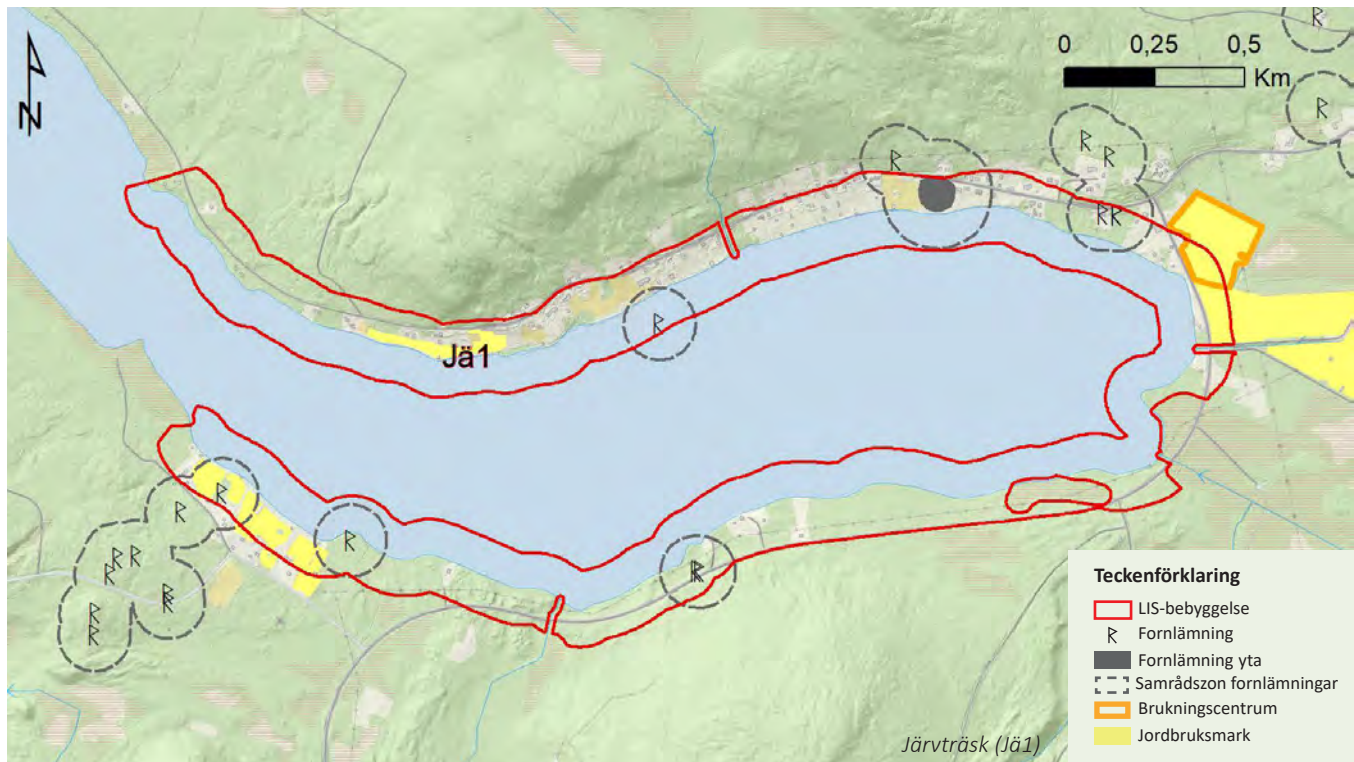 0 0,25 0,5
Km
N
Jä1
Teckenförklaring
LIS-bebyggelse
R Fornlämning
Fornlämning yta
Samrådszon fornlämningar
Brukningscentrum
Jordbruksmark
Järvträsk (Jä1)